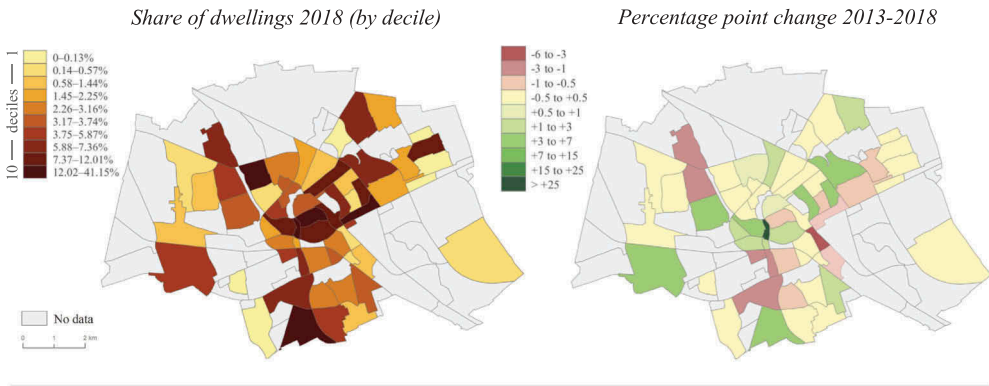 Share of dwellings 2018 (by decile)
Percentage point change 2013-2018
10 — deciles — 1
0–0.13%
0.14–0.57%
0.58–1.44%
1.45–2.25%
2.26–3.16%
3.17–3.74%
3.75–5.87%
5.88–7.36%
7.37–12.01%
12.02–41.15%
-6 to -3
-3 to -1
-1 to -0.5
-0.5 to +0.5
+0.5 to +1
+1 to +3
+3 to +7
+7 to +15
+15 to +25
> +25
No data
0 1 2 km